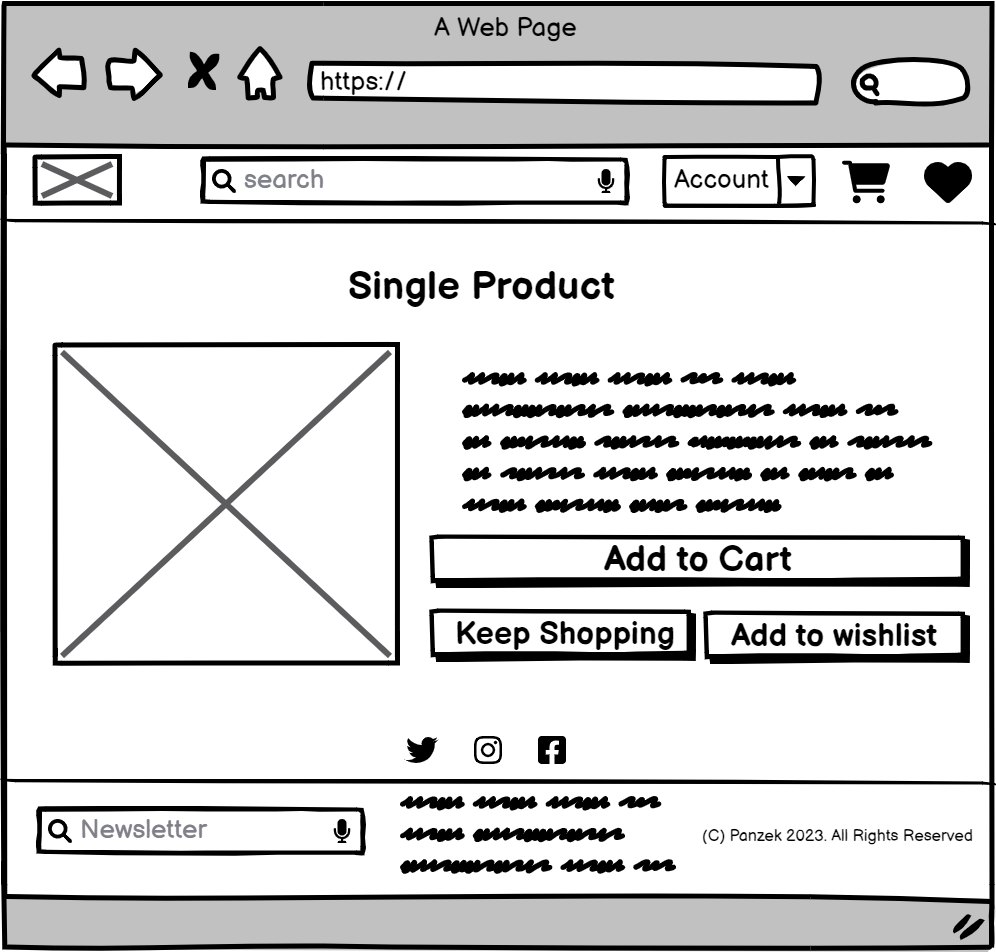 A Web Page
https://
search
Account
Single Product
Add to Cart
Keep Shopping
Add to wishlist
Newsletter
(C) Panzek 2023. All Rights Reserved